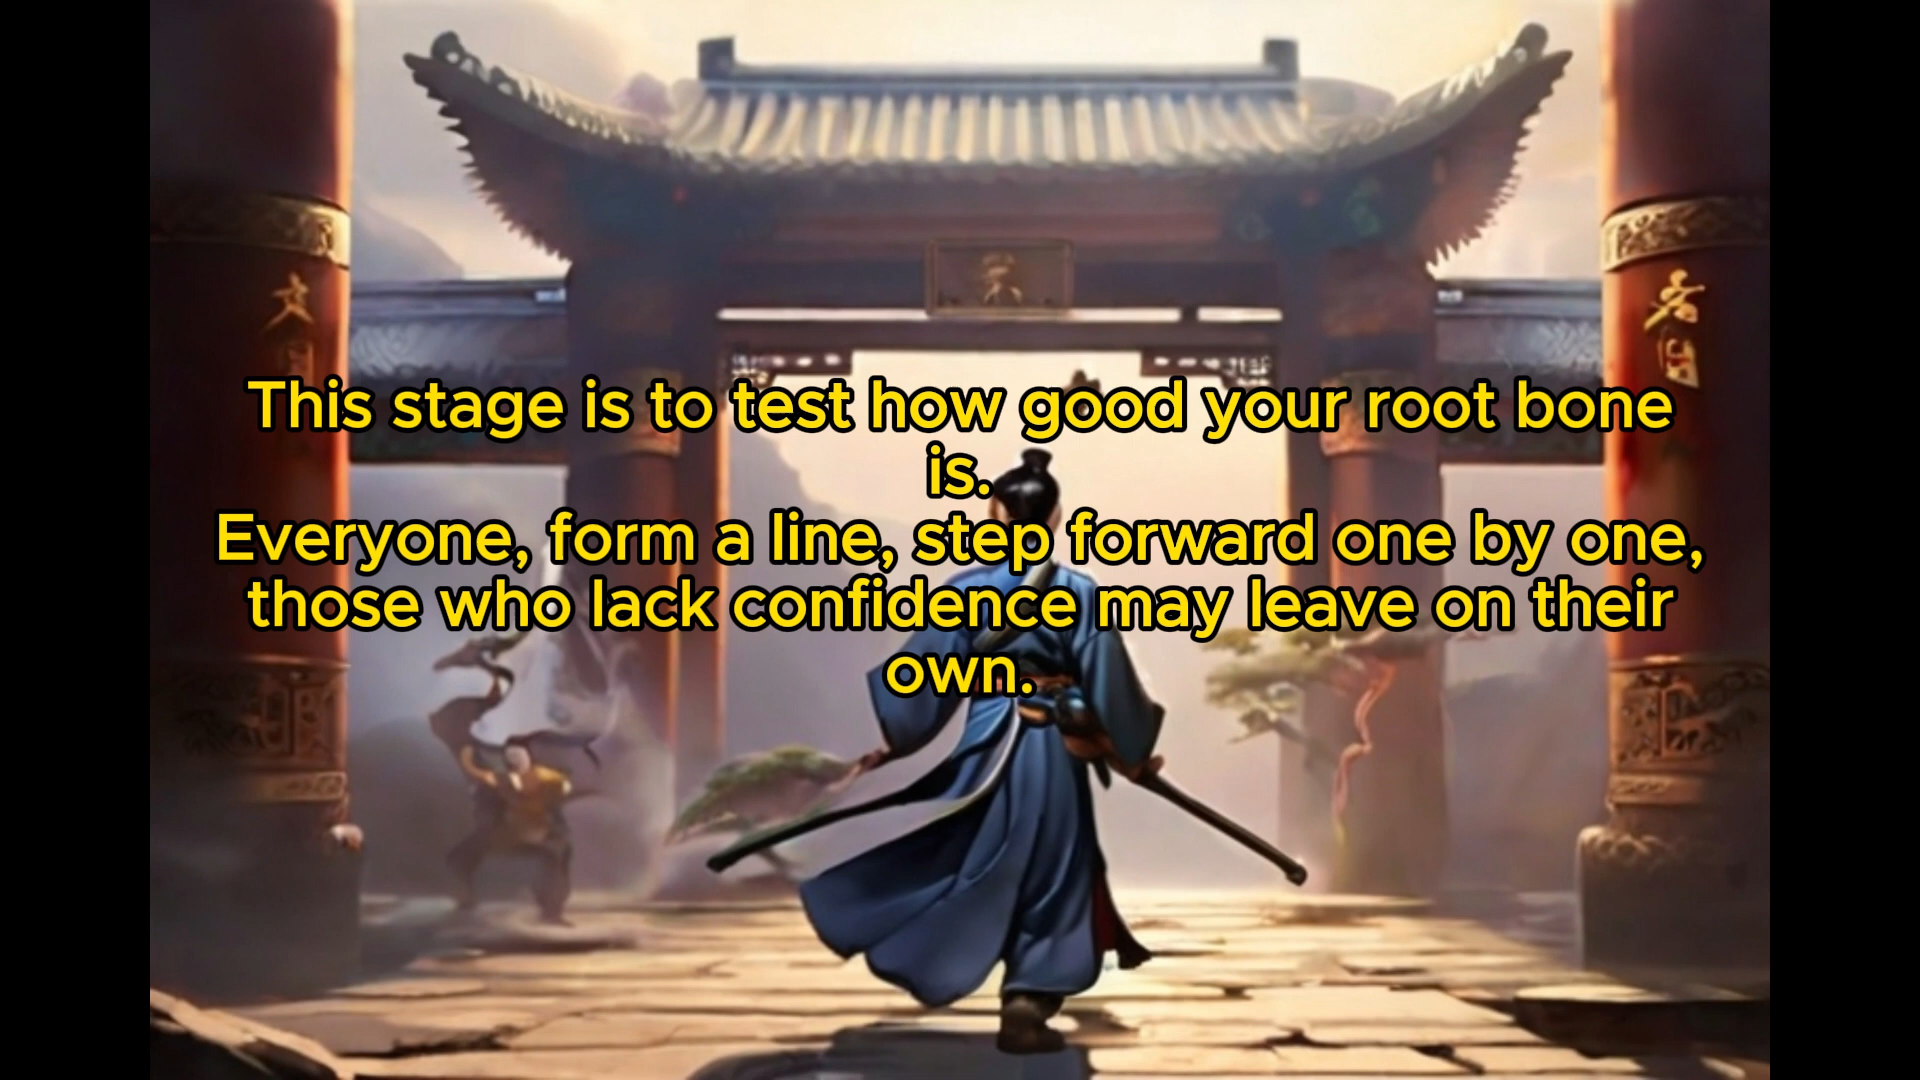 This stage is to test how good your root bone
is.
Everyone, form a line, step forward one by one,
those who lack confidence may leave on their
own.